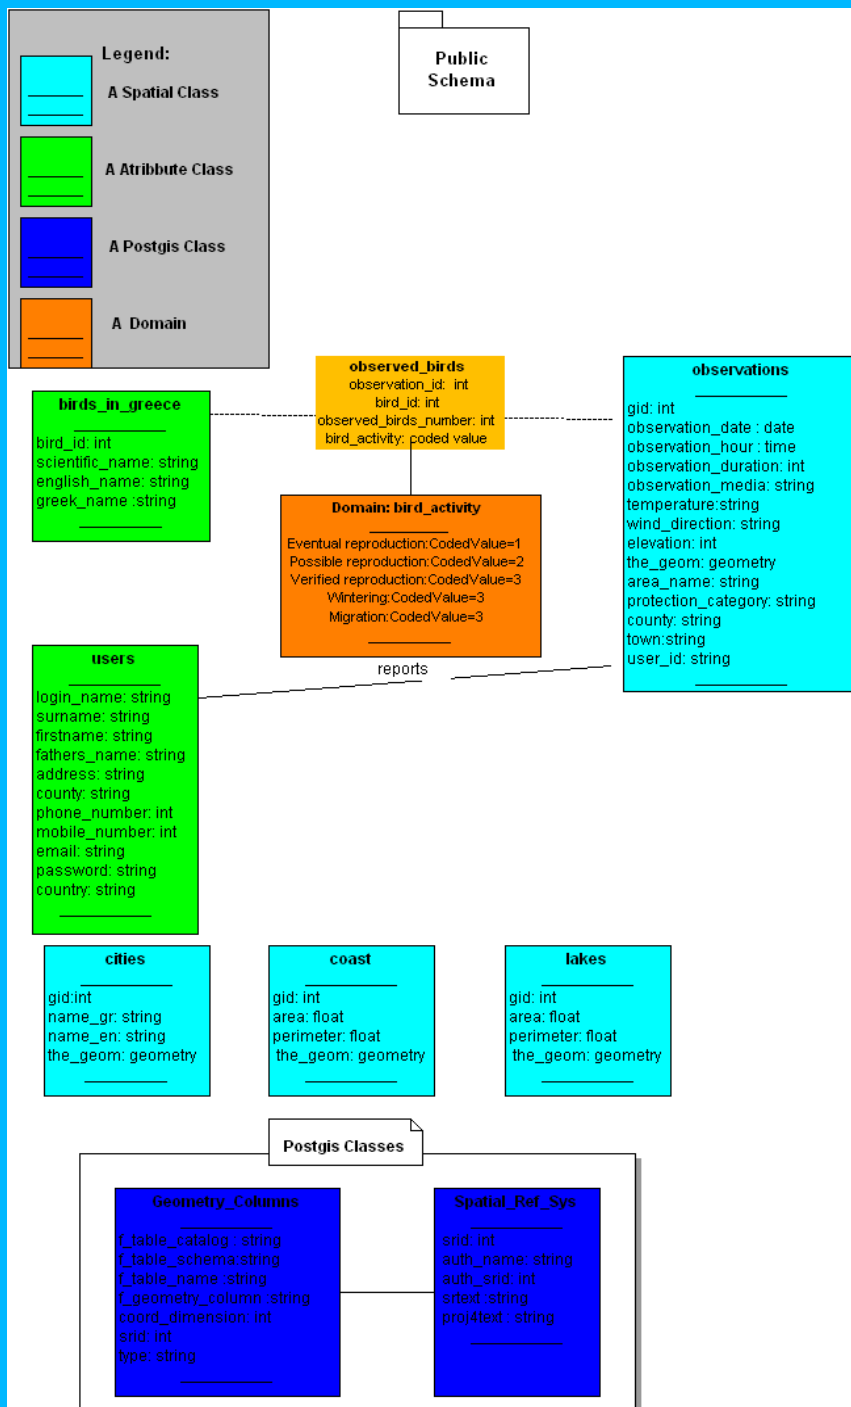 Legend:
A Spatial Class
A Atribbute Class
A Postgis Class
A Domain
Public
Schema
observed_birds
observation_id: int
bird_id: int
observed_birds_number: int
bird_activity: coded value
observations
gid: int
observation_date : date
observation_hour : time
observation_duration: int
observation_media: string
temperature:string
wind_direction: string
elevation: int
the_geom: geometry
area_name: string
protection_category: string
county: string
town:string
user_id: string
birds_in_greece
bird_id: int
scientific_name: string
english_name: string
greek_name :string
Domain: bird_activity
Eventual reproduction:CodedValue=1
Possible reproduction:CodedValue=2
Verified reproduction:CodedValue=3
Wintering:CodedValue=3
Migration:CodedValue=3
reports
users
login_name: string
surname: string
firstname: string
fathers_name: string
address: string
county: string
phone_number: int
mobile_number: int
email: string
password: string
country: string
cities
gid:int
name_gr: string
name_en: string
the_geom: geometry
coast
gid: int
area: float
perimeter: float
the_geom: geometry
lakes
gid: int
area: float
perimeter: float
the_geom: geometry
Postgis Classes
Geometry_Columns
f_table_catalog : string
f_table_schema:string
f_table_name :string
f_geometry_column :string
coord_dimension: int
srid: int
type: string
Spatial_Ref_Sys
srid: int
auth_name: string
auth_srid: int
srtext :string
proj4text : string